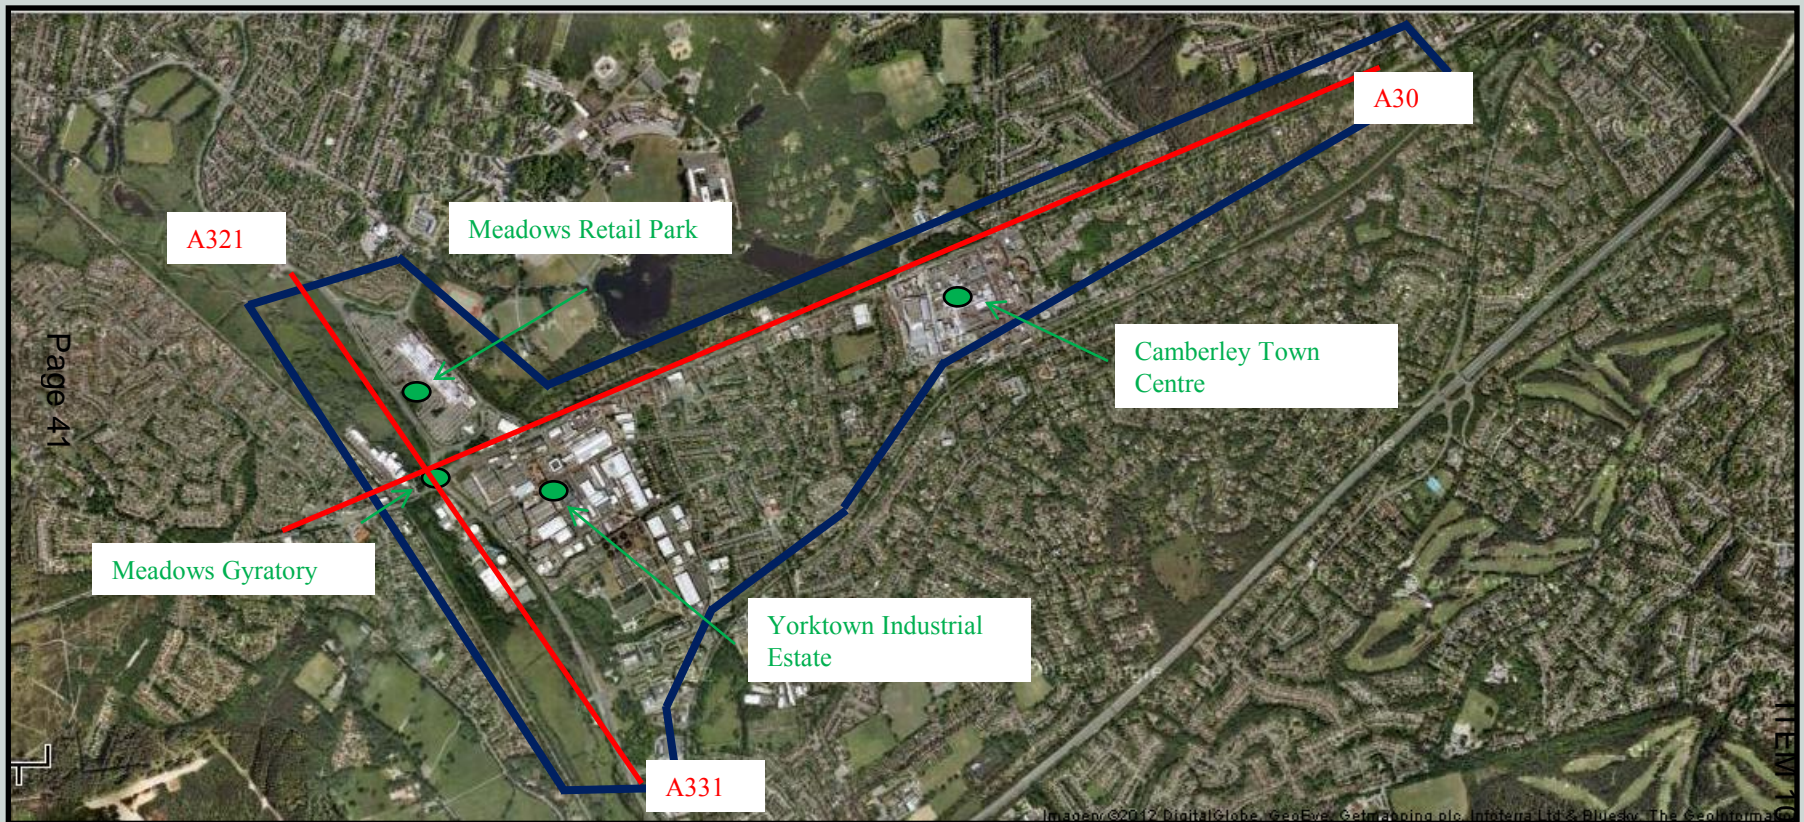 A30
A321
Meadows Retail Park
Camberley Town
Centre
Page 41
Meadows Gyratory
Yorktown Industrial
Estate
A331
ITEM 10
Imagery ©2012 DigitalGlobe, GeoEye, Getmapping plc, Infoterra Ltd & Bluesky, The GeoInformatio